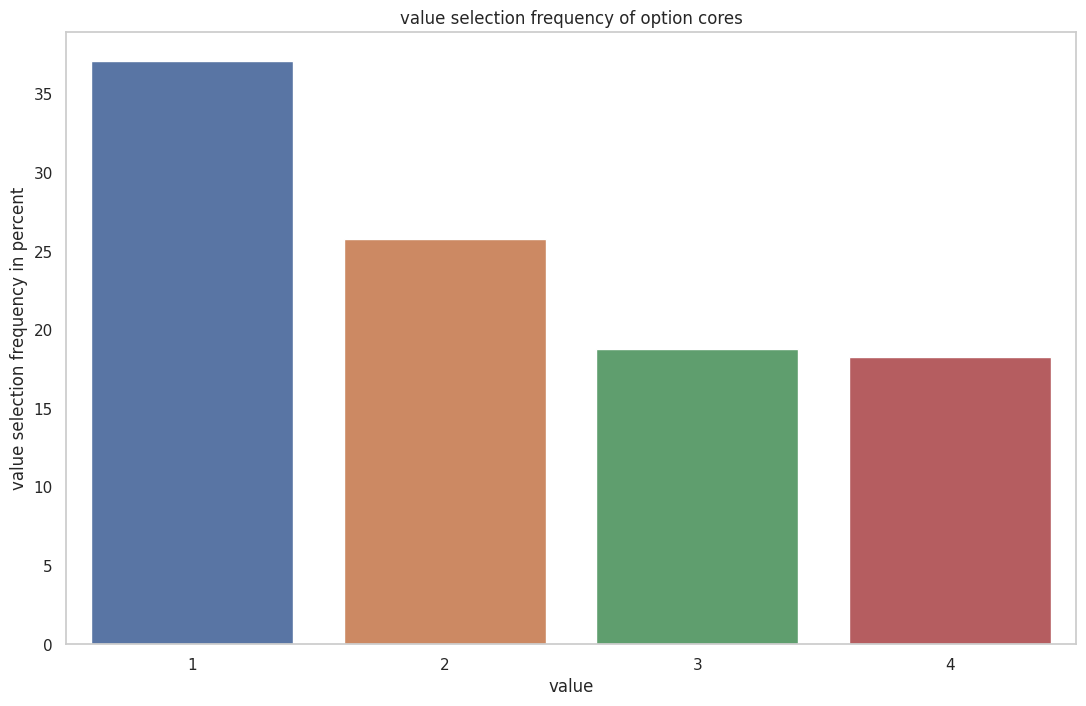 value selection frequency of option cores
value selection frequency in percent
35
30
25
20
15
10
5
0
1 2 3 4
value